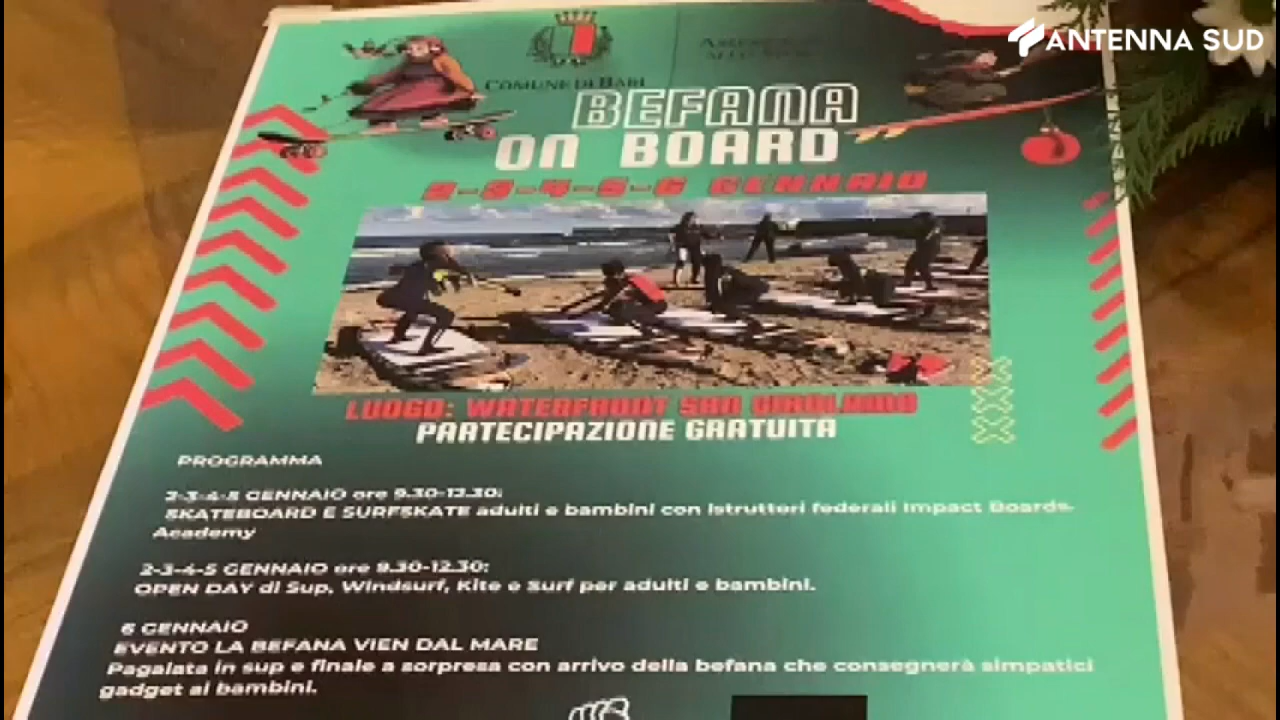 ANTENNA SUD
COMUNE DI BARI
BEFANA
ON BOARD
2-3-4-5-6 GENNAIO
LUOGO: WATERFRONT SAN GIROLAMO
PARTECIPAZIONE GRATUITA
PROGRAMMA
2-3-4-5 GENNAIO ore 9.30-12.30:
SKATEBOARD E SURFSKATE adulti e bambini con istruttori federali Impact Boards
Academy
2-3-4-5 GENNAIO ore 9.30-12.30:
OPEN DAY di Sup, Windsurf, Kite e Surf per adulti e bambini.
6 GENNAIO
EVENTO LA BEFANA VIEN DAL MARE
Pagaiata in sup e finale a sorpresa con arrivo della befana che consegnerà simpatici
gadget ai bambini.